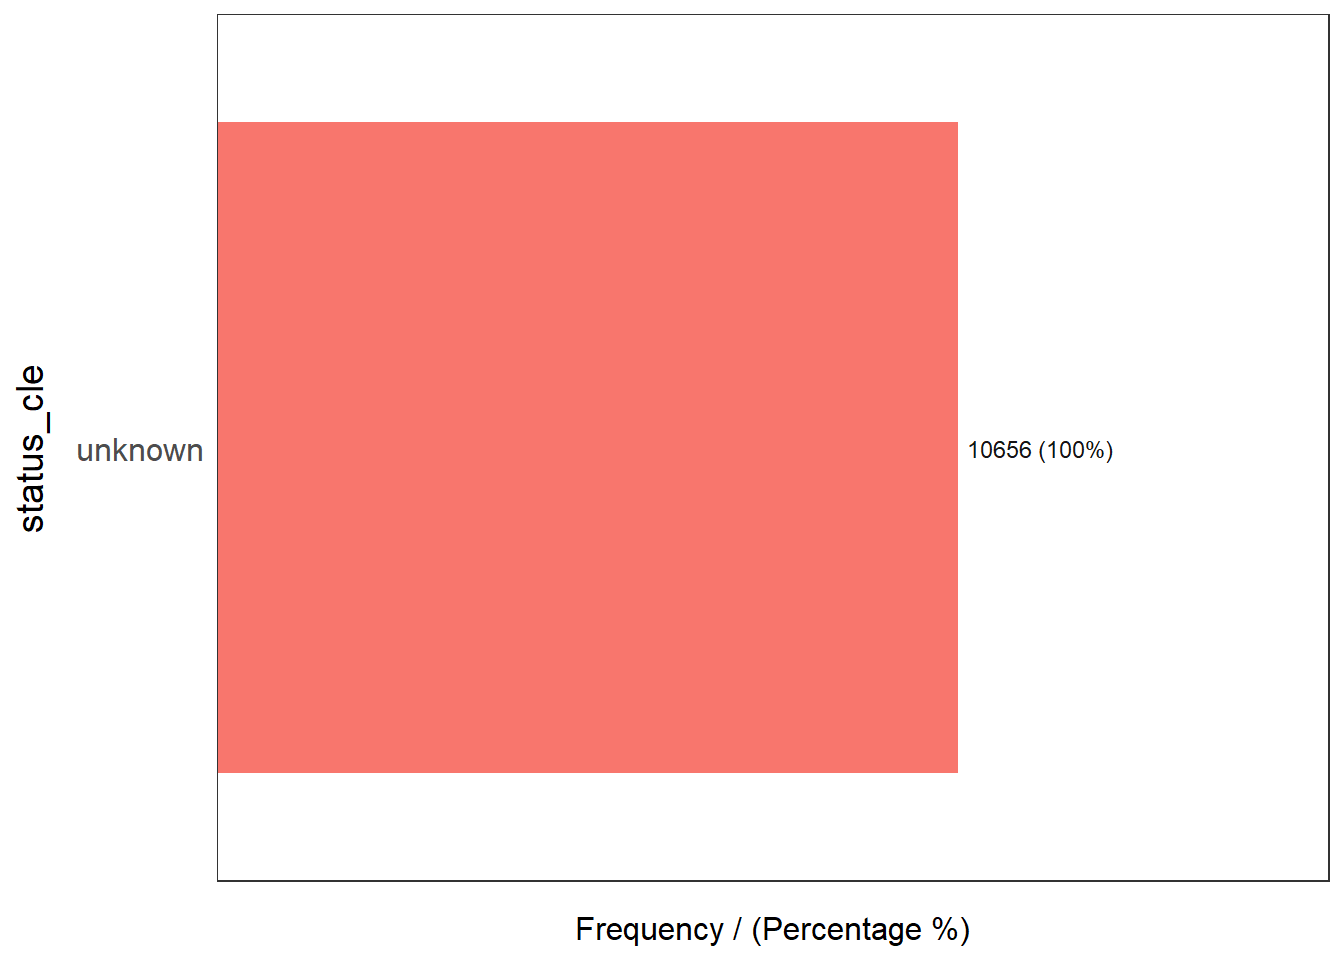 status_cle
unknown
10656 (100%)
Frequency / (Percentage %)